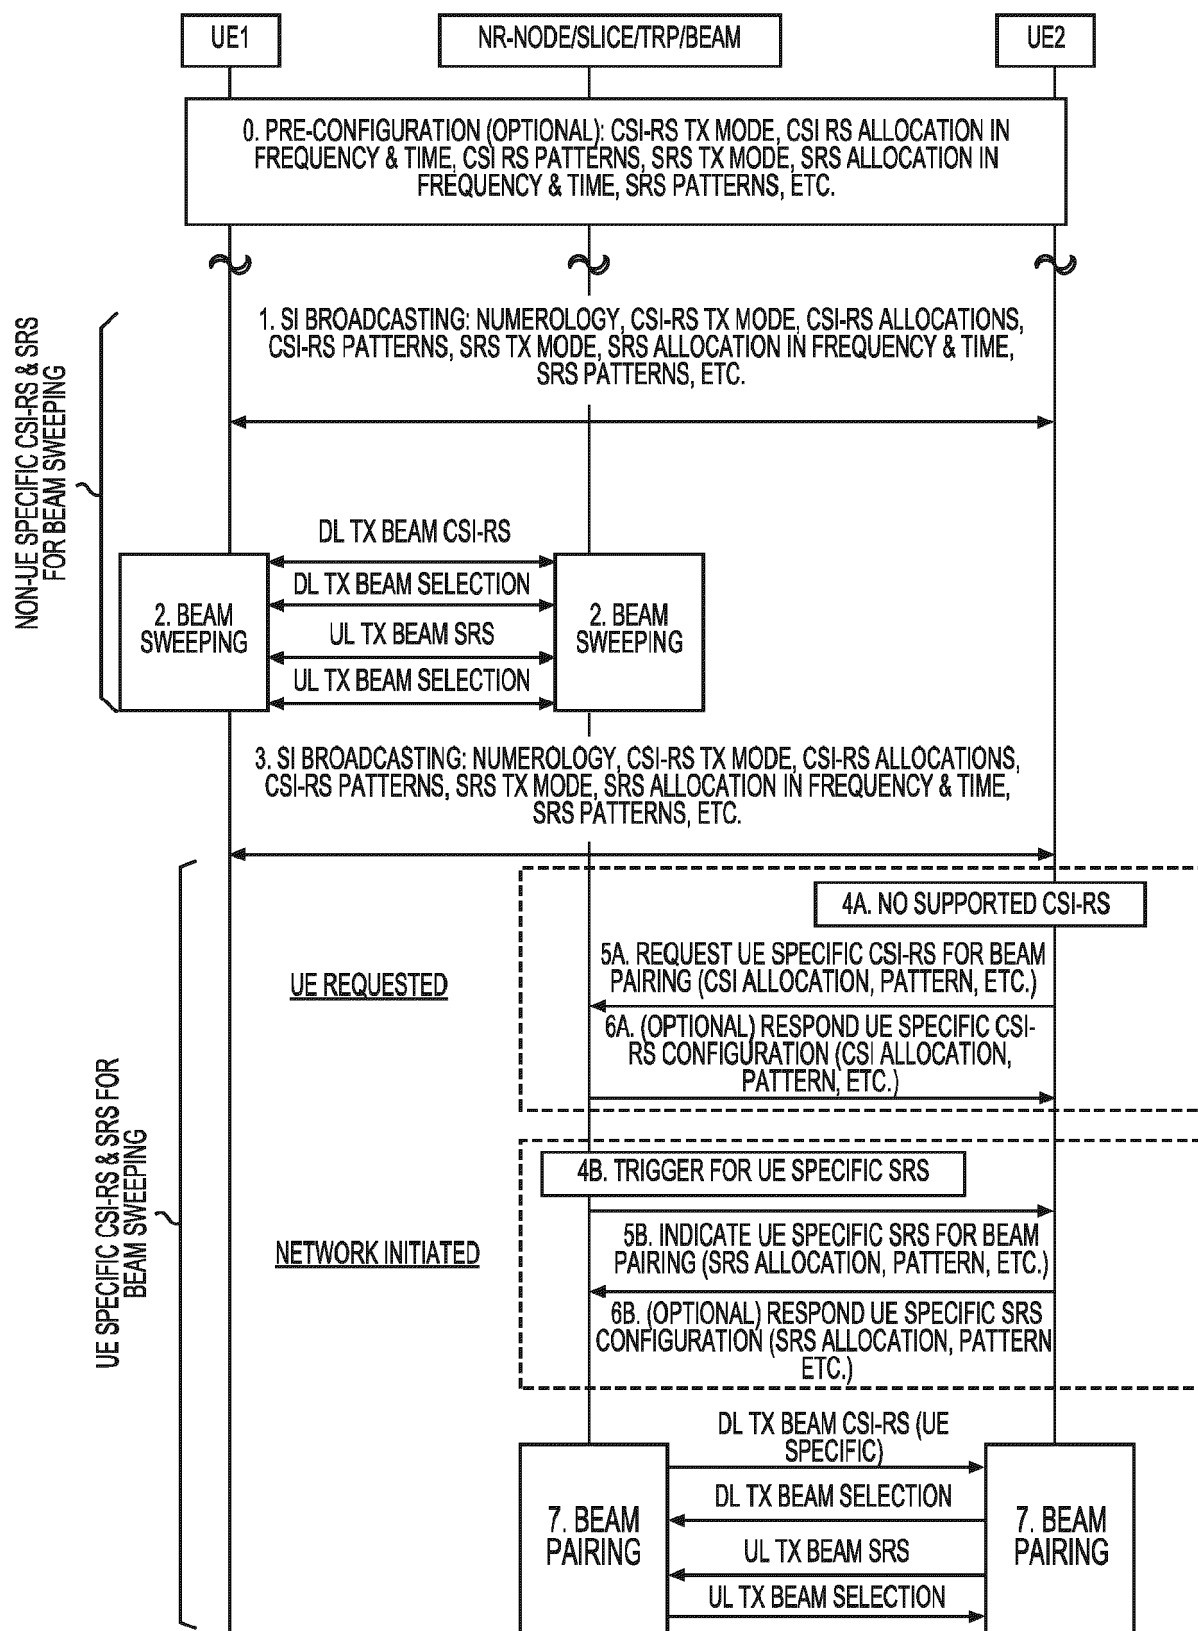 UE1
NR-NODE/SLICE/TRP/BEAM
UE2
0. PRE-CONFIGURATION (OPTIONAL): CSI-RS TX MODE, CSI RS ALLOCATION IN
FREQUENCY & TIME, CSI RS PATTERNS, SRS TX MODE, SRS ALLOCATION IN
FREQUENCY & TIME, SRS PATTERNS, ETC.
NON-UE SPECIFIC CSI-RS & SRS
FOR BEAM SWEEPING
1. SI BROADCASTING: NUMEROLOGY, CSI-RS TX MODE, CSI-RS ALLOCATIONS,
CSI-RS PATTERNS, SRS TX MODE, SRS ALLOCATION IN FREQUENCY & TIME,
SRS PATTERNS, ETC.
2. BEAM
SWEEPING
DL TX BEAM CSI-RS
DL TX BEAM SELECTION
UL TX BEAM SRS
UL TX BEAM SELECTION
2. BEAM
SWEEPING
3. SI BROADCASTING: NUMEROLOGY, CSI-RS TX MODE, CSI-RS ALLOCATIONS,
CSI-RS PATTERNS, SRS TX MODE, SRS ALLOCATION IN FREQUENCY & TIME,
SRS PATTERNS, ETC.
UE SPECIFIC CSI-RS & SRS FOR
BEAM SWEEPING
UE REQUESTED
4A. NO SUPPORTED CSI-RS
5A. REQUEST UE SPECIFIC CSI-RS FOR BEAM
PAIRING (CSI ALLOCATION, PATTERN, ETC.)
6A. (OPTIONAL) RESPOND UE SPECIFIC CSI-
RS CONFIGURATION (CSI ALLOCATION,
PATTERN, ETC.)
NETWORK INITIATED
4B. TRIGGER FOR UE SPECIFIC SRS
5B. INDICATE UE SPECIFIC SRS FOR BEAM
PAIRING (SRS ALLOCATION, PATTERN, ETC.)
6B. (OPTIONAL) RESPOND UE SPECIFIC SRS
CONFIGURATION (SRS ALLOCATION, PATTERN
ETC.)
7. BEAM
PAIRING
DL TX BEAM CSI-RS (UE
SPECIFIC)
DL TX BEAM SELECTION
UL TX BEAM SRS
UL TX BEAM SELECTION
7. BEAM
PAIRING